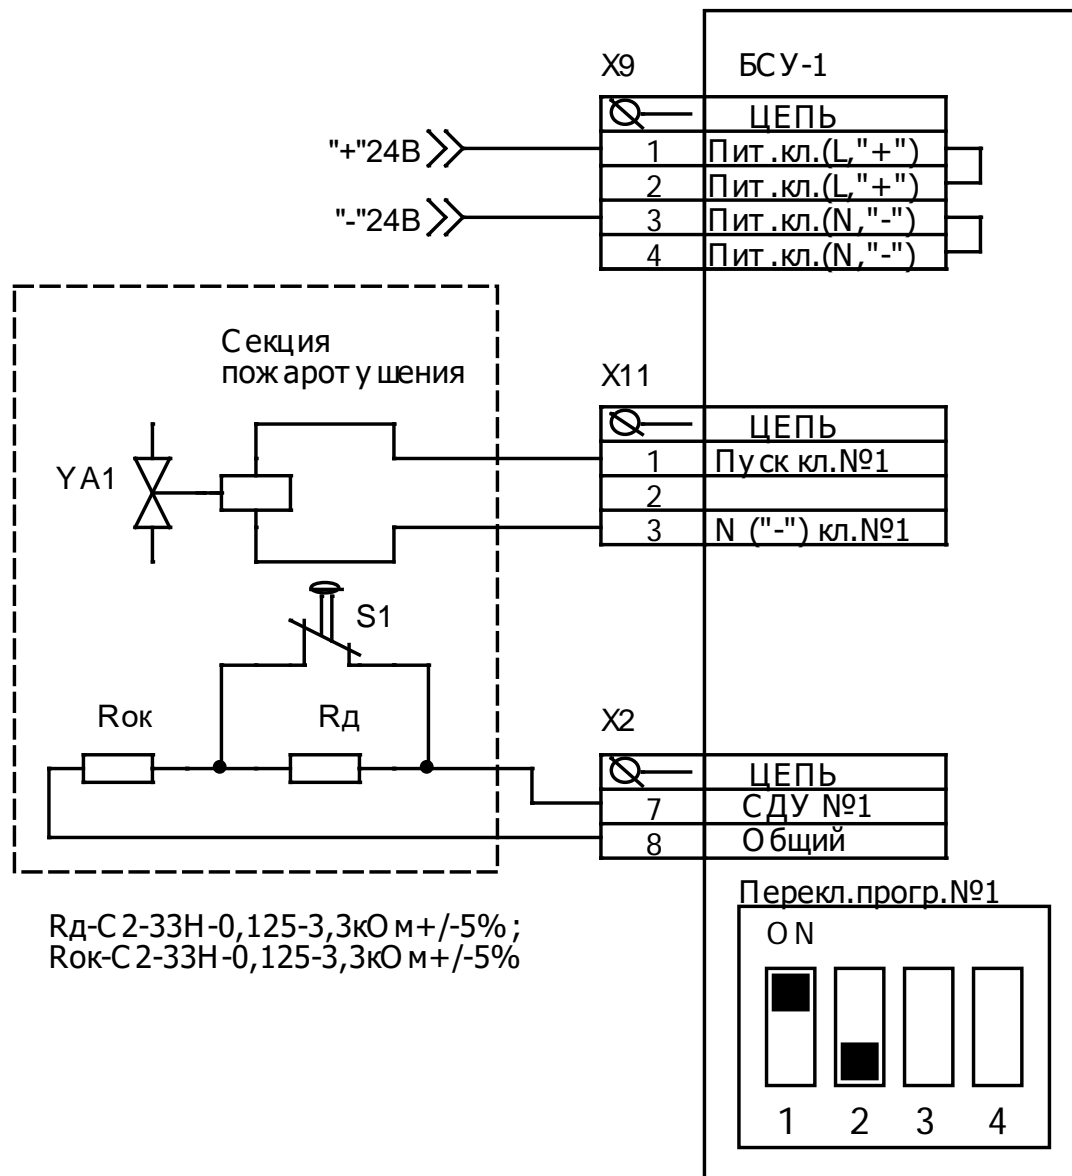 X9 БСУ-1
ЦЕПЬ
"+"24В 1 Пит.кл.(L,"+")
2 Пит.кл.(L,"+")
"-"24В 3 Пит.кл.(N,"-")
4 Пит.кл.(N,"-")
Секция
пожаротушения
X11
ЦЕПЬ
YA1
1 Пуск кл.№1
2
3 N ("-") кл.№1
S1
Rок Rд
X2
ЦЕПЬ
7 СДУ №1
8 Общий
Rд-С2-33Н-0,125-3,3кОм+/-5%;
Rок-С2-33Н-0,125-3,3кОм+/-5%
Перекл.прогр.№1
ON
1 2 3 4